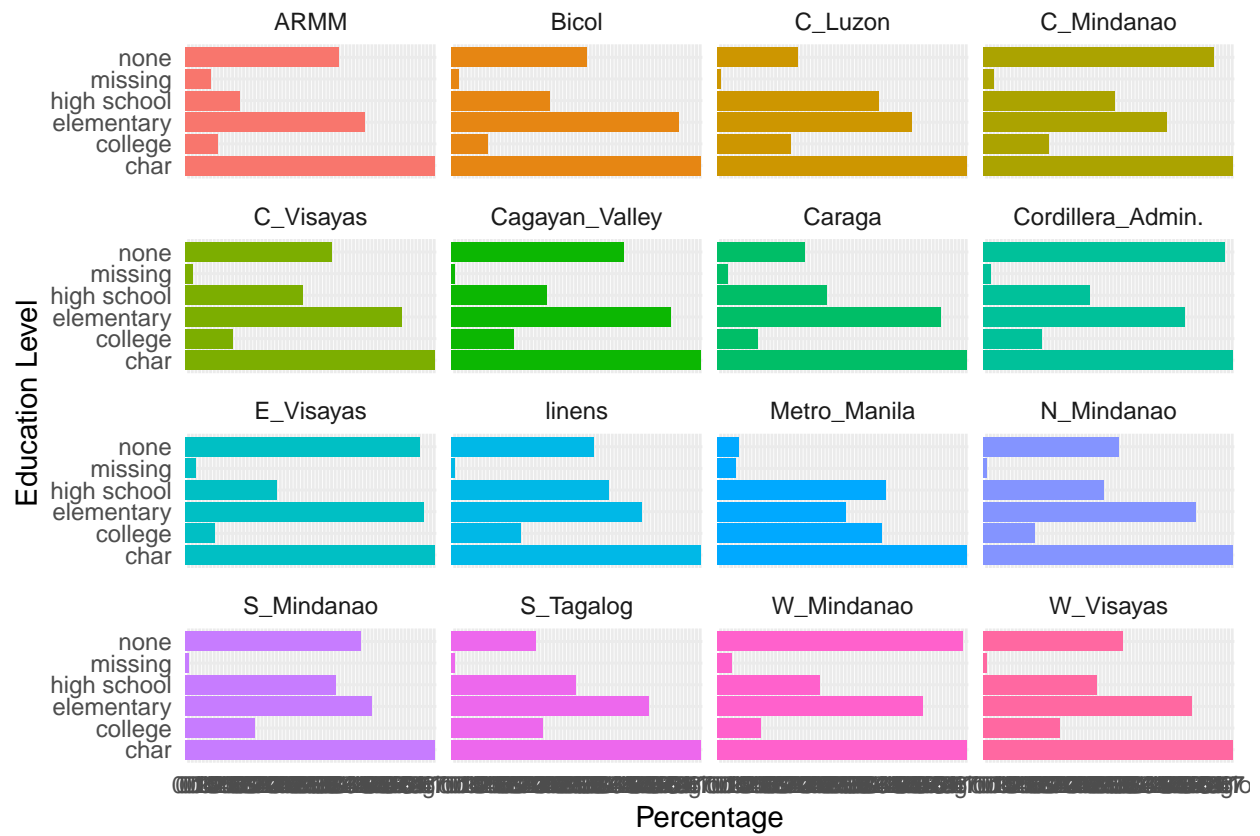 ARMM Bicol C_Luzon C_Mindanao
none
missing
high school
elementary
college
char
C_Visayas Cagayan_Valley Caraga Cordillera_Admin.
none
missing
high school
elementary
college
char
Education Level
E_Visayas Iinens Metro_Manila N_Mindanao
none
missing
high school
elementary
college
char
S_Mindanao S_Tagalog W_Mindanao W_Visayas
none
missing
high school
elementary
college
char
Percentage